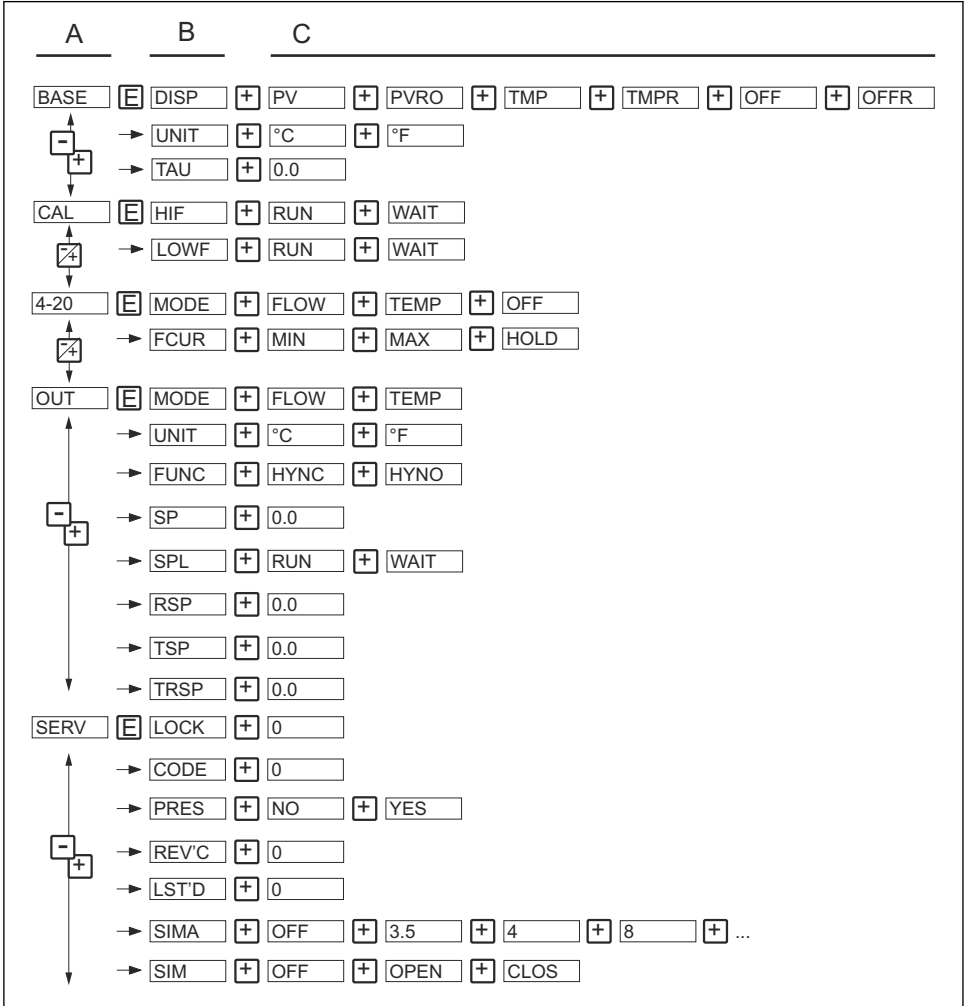 A B C
BASE E DISP + PV + PVRO + TMP + TMPR + OFF + OFFR
- + UNIT + °C + °F
TAU + 0.0
CAL E HIF + RUN + WAIT
-/+ LOWF + RUN + WAIT
4-20 E MODE + FLOW + TEMP + OFF
-/+ FCUR + MIN + MAX + HOLD
OUT E MODE + FLOW + TEMP
UNIT + °C + °F
FUNC + HYNC + HYNO
- + SP + 0.0
SPL + RUN + WAIT
RSP + 0.0
TSP + 0.0
TRSP + 0.0
SERV E LOCK + 0
CODE + 0
PRES + NO + YES
- + REV'C + 0
LST'D + 0
SIMA + OFF + 3.5 + 4 + 8 + ...
SIM + OFF + OPEN + CLOS